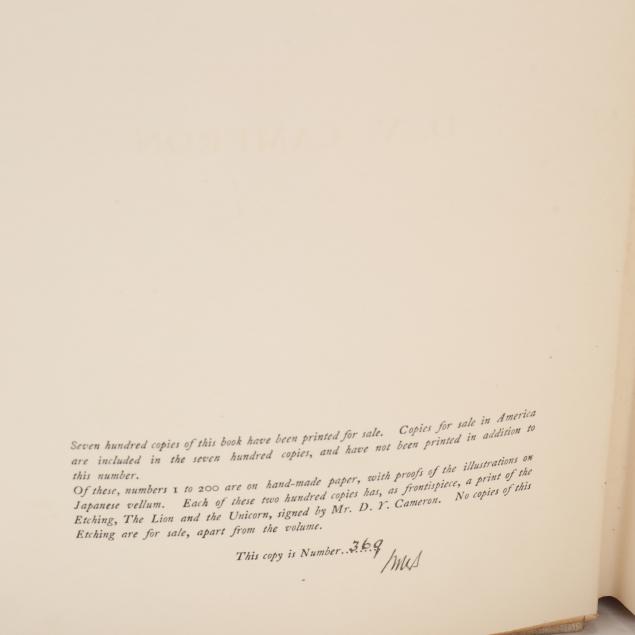 Seven hundred copies of this book have been printed for sale. Copies for sale in America
are included in the seven hundred copies, and have not been printed in addition to
this number.
Of these, numbers 1 to 200 are on hand-made paper, with proofs of the illustrations on
Japanese vellum. Each of these two hundred copies has, as frontispiece, a print of the
Etching, The Lion and the Unicorn, signed by Mr. D. Y. Cameron. No copies of this
Etching are for sale, apart from the volume.
This copy is Number...369